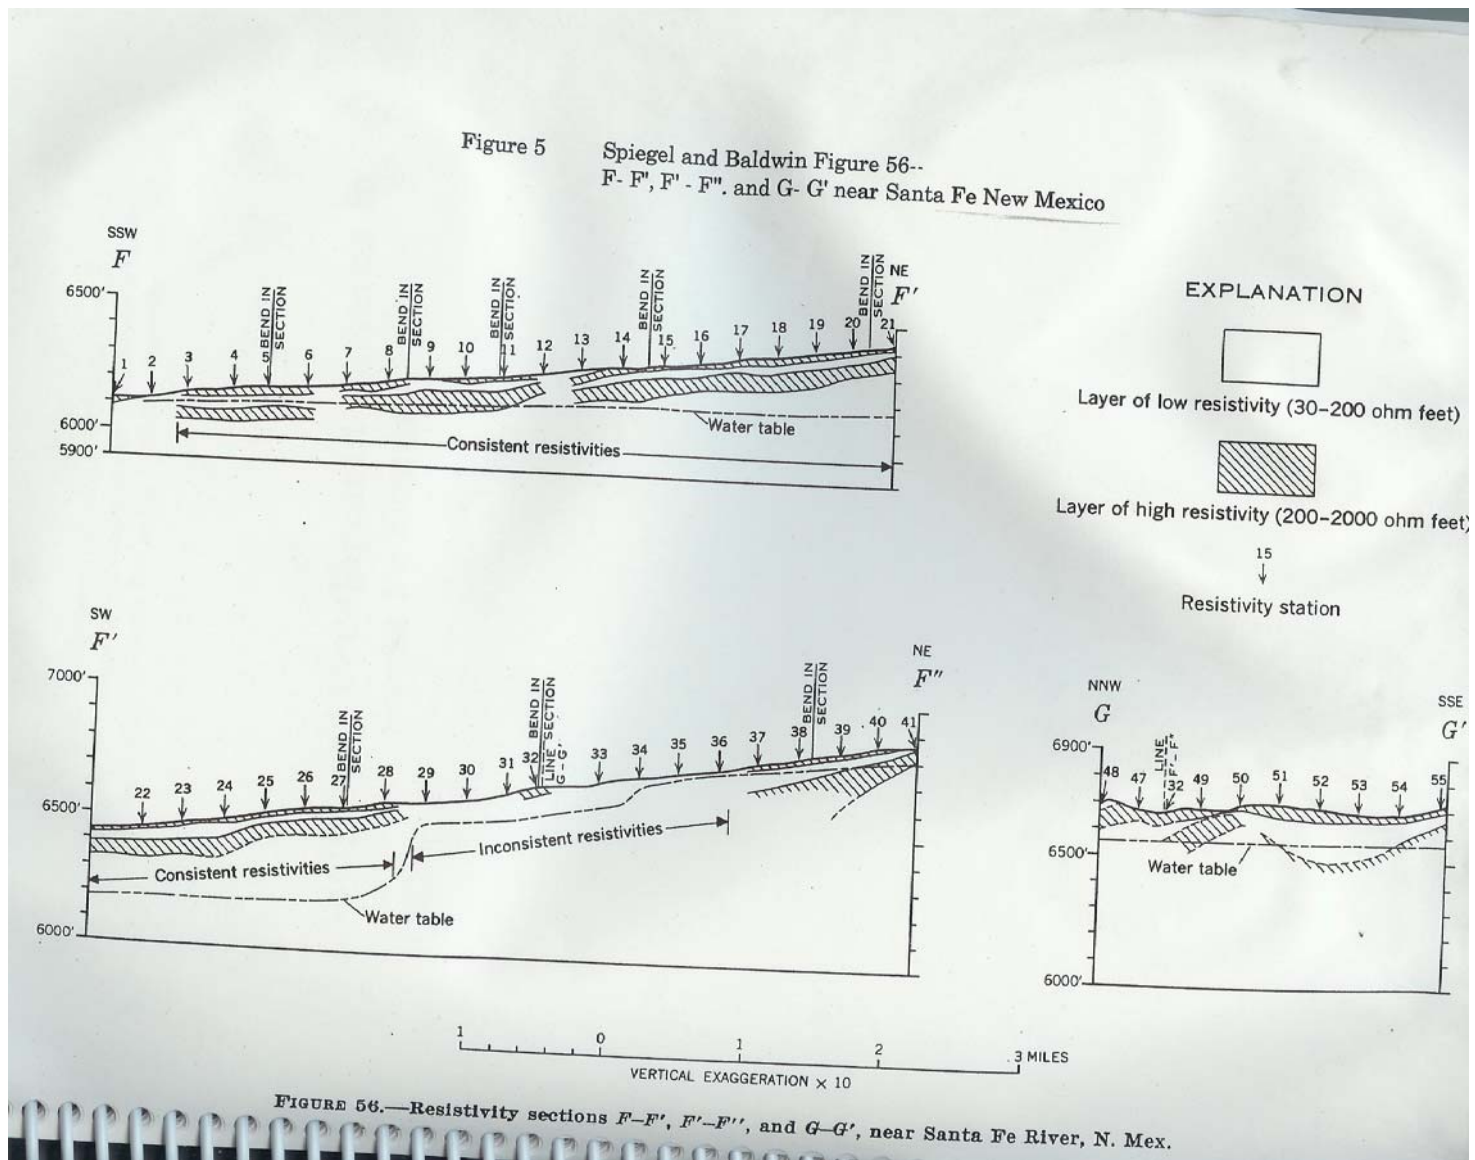 Figure 5
Spiegel and Baldwin Figure 56--
F- F', F' - F". and G- G' near Santa Fe New Mexico
SSW
F
NE
F'
6500'
6000'
5900'
BEND IN
SECTION
BEND IN
SECTION
BEND IN
SECTION
BEND IN
SECTION
BEND IN
SECTION
1 2 3 4 5 6 7 8 9 10 11 12 13 14 15 16 17 18 19 20 21
Water table
Consistent resistivities
EXPLANATION
Layer of low resistivity (30–200 ohm feet)
Layer of high resistivity (200–2000 ohm feet)
15
Resistivity station
SW
F'
NE
F"
7000'
6500'
6000'
BEND IN
SECTION
BEND IN
LINE SECTION
G–G'
BEND IN
SECTION
22 23 24 25 26 27 28 29 30 31 32 33 34 35 36 37 38 39 40 41
Consistent resistivities
Inconsistent resistivities
Water table
NNW
G
SSE
G'
6900'
6500'
6000'
LINE
F'–F"
48 47 32 49 50 51 52 53 54 55
Water table
1 0 1 2 3 MILES
VERTICAL EXAGGERATION × 10
FIGURE 56.—Resistivity sections F–F', F'–F'', and G–G', near Santa Fe River, N. Mex.